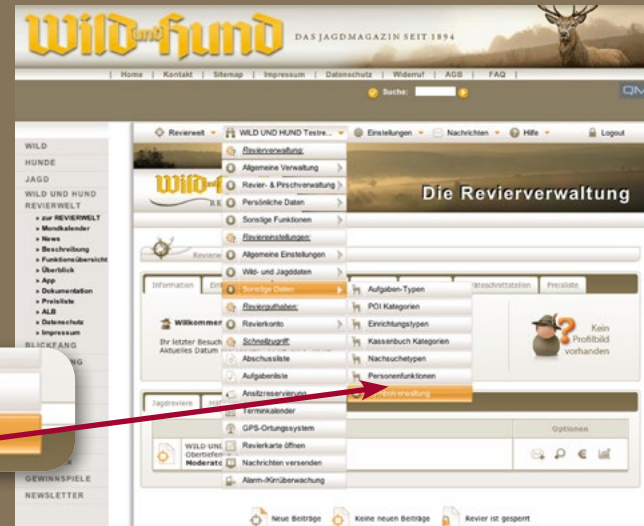 Wild und Hund
DAS JAGDMAGAZIN SEIT 1894
| Home | Kontakt | Sitemap | Impressum | Datenschutz | Widerruf | AGB | FAQ |
Suche:
Revierwelt
WILD UND HUND Testre...
Einstellungen
Nachrichten
Hilfe
Logout
WILD
HUNDE
JAGD
WILD UND HUND
REVIERWELT
» zur REVIERWELT
» Mondkalender
» News
» Beschreibung
» Funktionsübersicht
» Überblick
» App
» Dokumentation
» Preisliste
» ALB
» Datenschutz
» Impressum
BLICKFANG
GEWINNSPIELE
NEWSLETTER
Die Revierverwaltung
Revierverwaltung:
Allgemeine Verwaltung
Revier- & Pirschverwaltung
Persönliche Daten
Sonstige Funktionen
Reviereinstellungen:
Allgemeine Einstellungen
Wild- und Jagddaten
Sonstige Daten
Revierguthaben:
Revierkonto
Schnellzugriff:
Abschussliste
Aufgabenliste
Ansitzreservierung
Terminkalender
GPS-Ortungssystem
Revierkarte öffnen
Nachrichten versenden
Alarm-/Kirrüberwachung
Aufgaben-Typen
POI Kategorien
Einrichtungstypen
Kassenbuch Kategorien
Nachsuchetypen
Personenfunktionen
Information
Preisliste
Ihr letzter Besuch
Aktuelles Datum
Kein
Profilbild
vorhanden
Jagdreviere
Optionen
Moderato
Neue Beiträge
Keine neuen Beiträge
Revier ist gesperrt